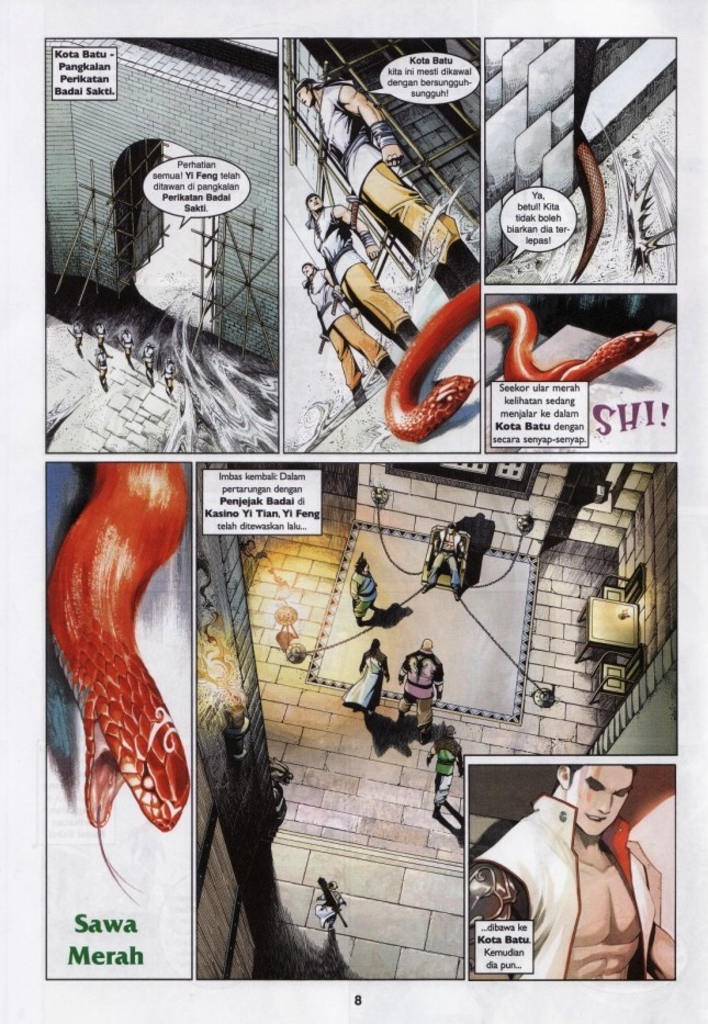 Kota Batu -
Pangkalan
Perikatan
Badai Sakti.
Perhatian
semua! Yi Feng telah
ditawan di pangkalan
Perikatan Badai
Sakti.
Kota Batu
kita ini mesti dikawal
dengan bersungguh-
sungguh!
Ya,
betul! Kita
tidak boleh
biarkan dia ter-
lepas!
Seekor ular merah
kelihatan sedang
menjalar ke dalam
Kota Batu dengan
secara senyap-senyap.
SHI!
Sawa
Merah
Imbas kembali: Dalam
pertarungan dengan
Penjejak Badai di
Kasino Yi Tian, Yi Feng
telah ditewaskan lalu...
...dibawa ke
Kota Batu.
Kemudian
dia pun...
8